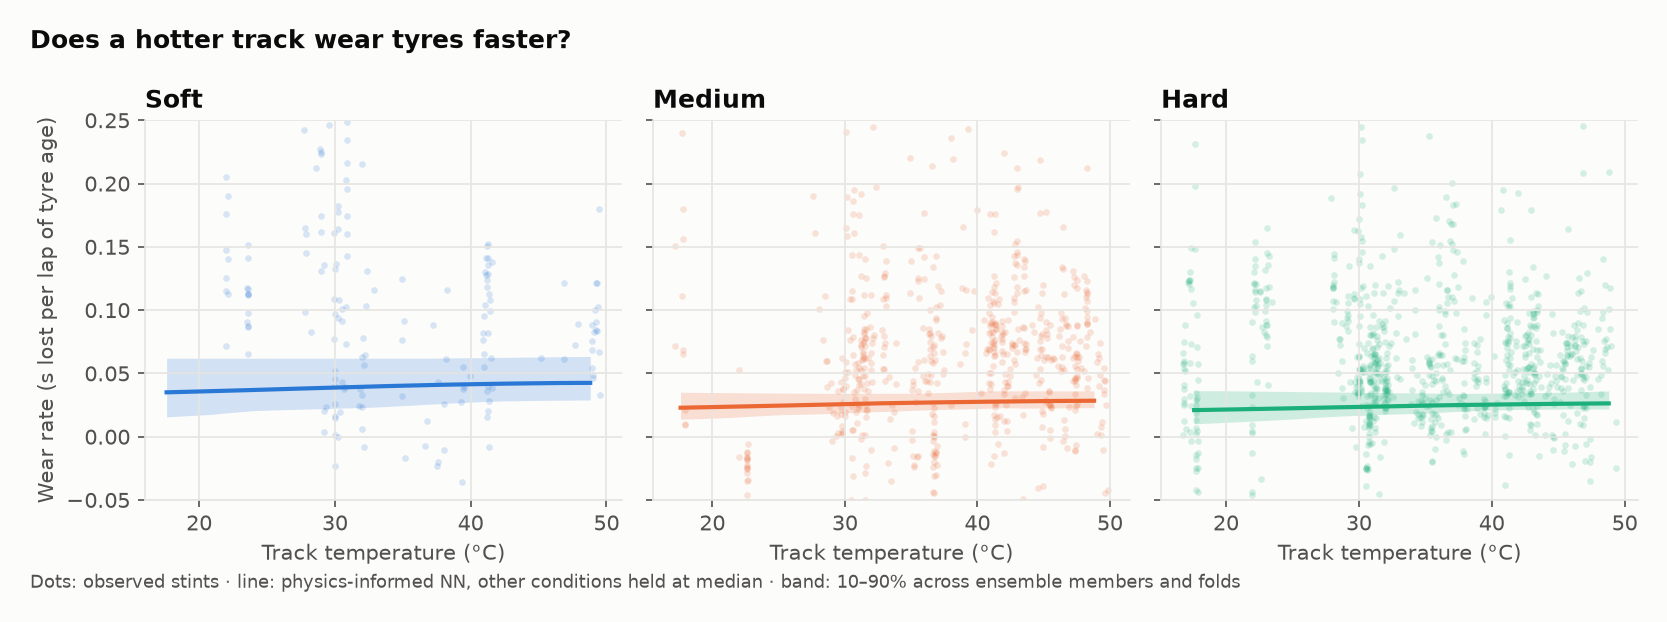 Does a hotter track wear tyres faster?
Soft
Medium
Hard
Wear rate (s lost per lap of tyre age)
0.25
0.20
0.15
0.10
0.05
0.00
−0.05
20 30 40 50
20 30 40 50
20 30 40 50
Track temperature (°C)
Track temperature (°C)
Track temperature (°C)
Dots: observed stints · line: physics-informed NN, other conditions held at median · band: 10–90% across ensemble members and folds